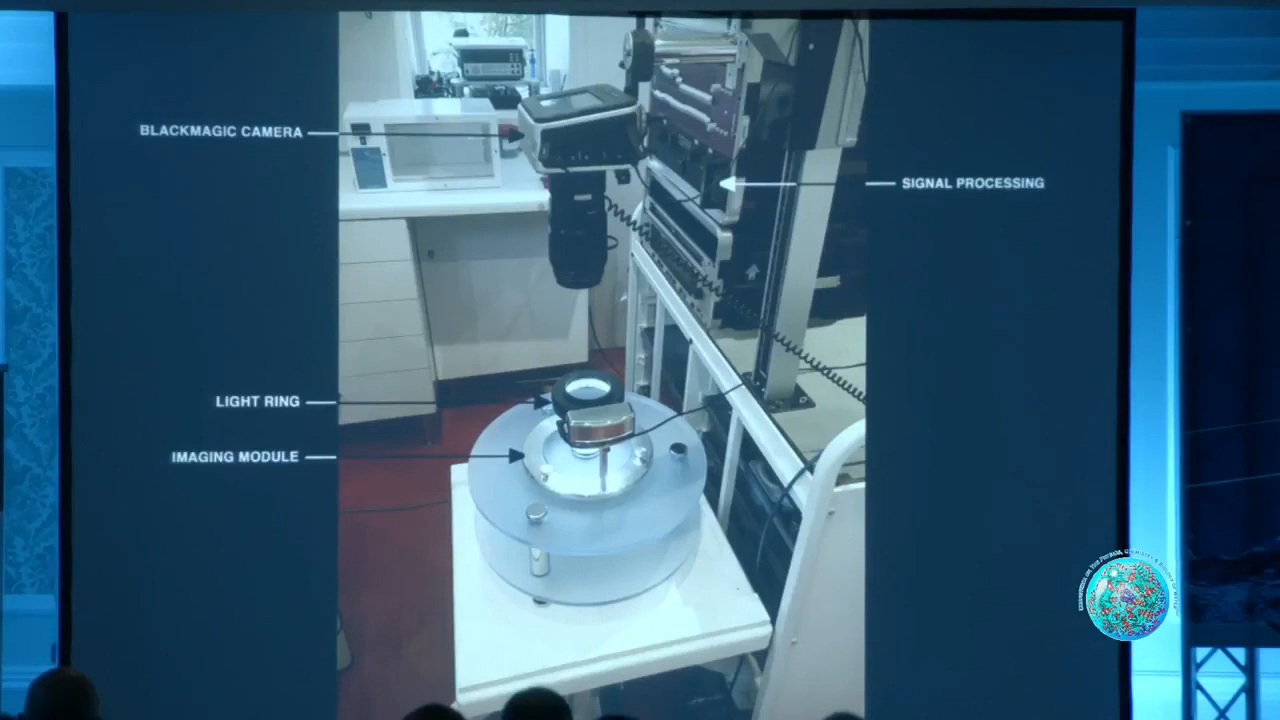 BLACKMAGIC CAMERA
SIGNAL PROCESSING
LIGHT RING
IMAGING MODULE